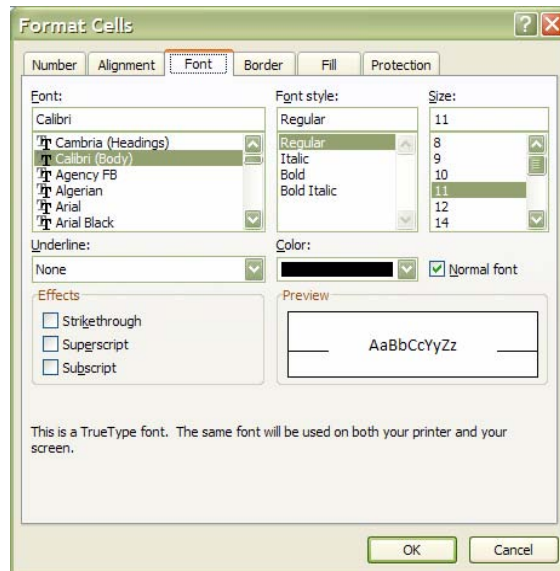 Format Cells
Number Alignment Font Border Fill Protection
Font: Font style: Size:
Calibri Regular 11
Cambria (Headings) Regular 8
Calibri (Body) Italic 9
Agency FB Bold 10
Algerian Bold Italic 11
Arial 12
Arial Black 14
Underline: Color:
None Normal font
Effects Preview
Strikethrough
Superscript AaBbCcYyZz
Subscript
This is a TrueType font. The same font will be used on both your printer and your
screen.
OK Cancel